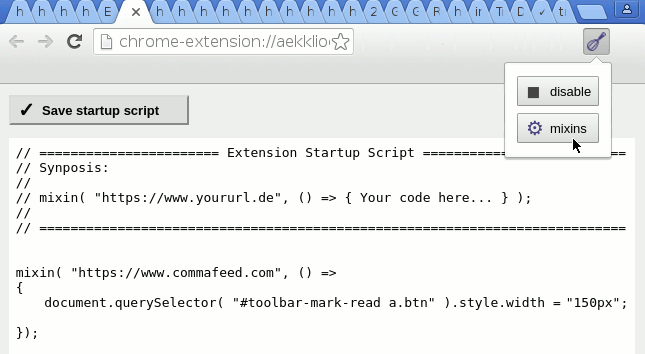 h h h h E h h h h h h h h 2 h h ir T D ti
chrome-extension://aekklio
disable
✓ Save startup script
mixins
// ======================= Extension Startup Script ==========================
// Synposis:
//
// mixin( "https://www.yoururl.de", () => { Your code here... } );
//
// ===========================================================================
mixin( "https://www.commafeed.com", () =>
{
document.querySelector( "#toolbar-mark-read a.btn" ).style.width = "150px";
});